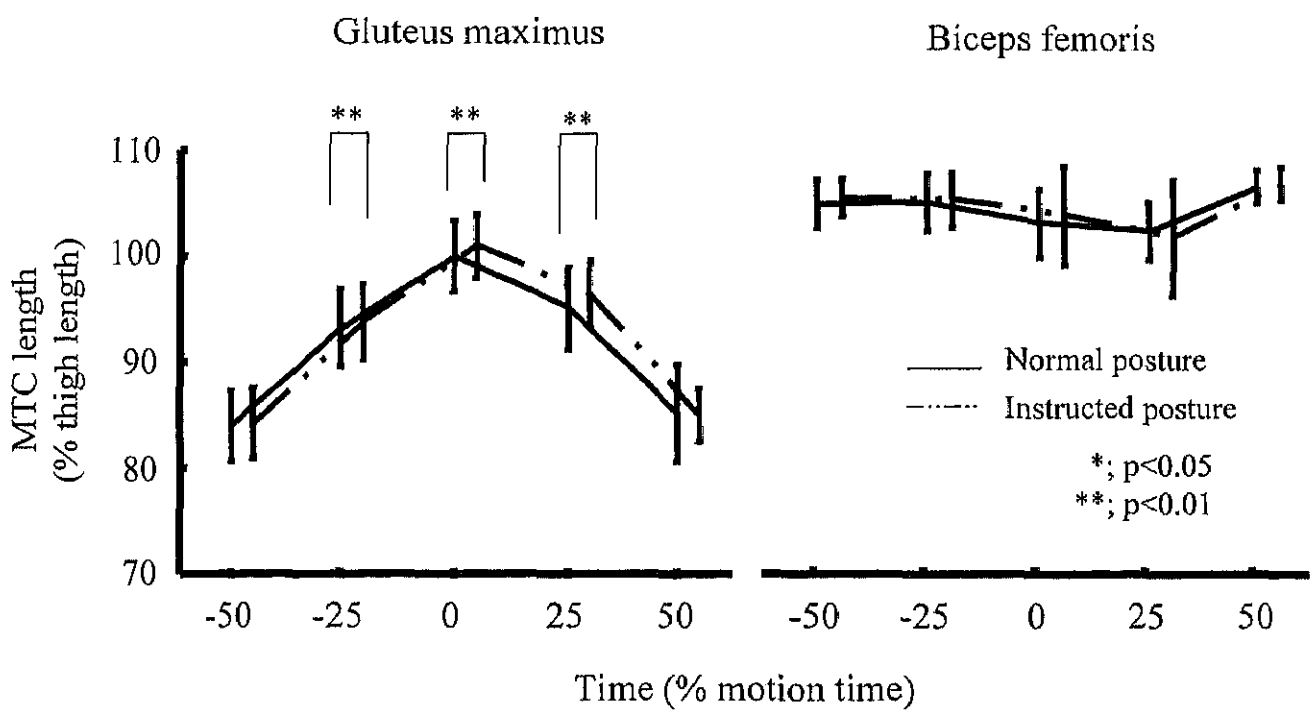 Gluteus maximus
Biceps femoris
** ** **
110
100
90
80
70
MTC length
(% thigh length)
Normal posture
Instructed posture
*; p<0.05
**; p<0.01
-50 -25 0 25 50
-50 -25 0 25 50
Time (% motion time)